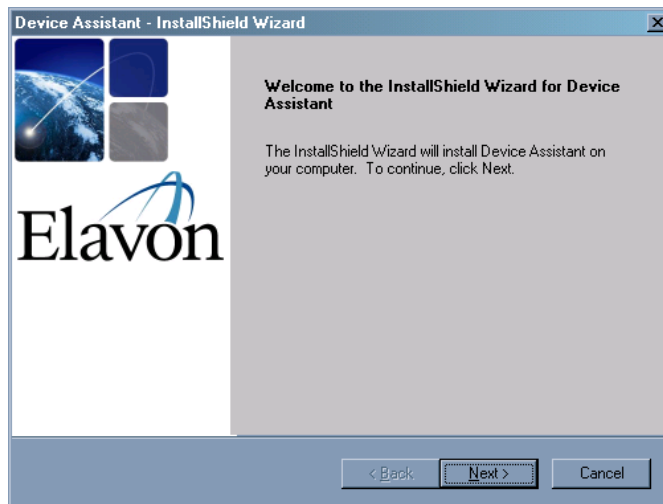 Device Assistant - InstallShield Wizard
Welcome to the InstallShield Wizard for Device
Assistant
The InstallShield Wizard will install Device Assistant on
your computer. To continue, click Next.
Elavon
< Back
Next >
Cancel